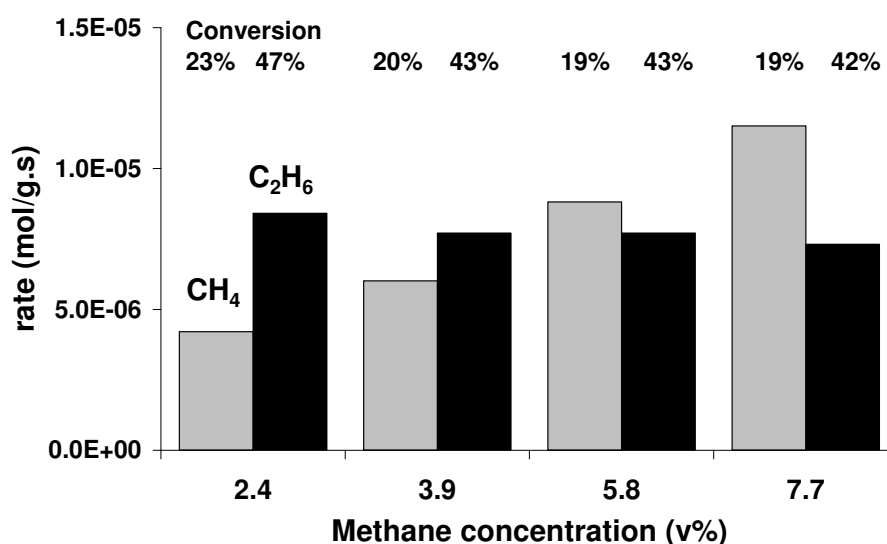 1.5E-05
Conversion
23% 47% 20% 43% 19% 43% 19% 42%
1.0E-05
C₂H₆
rate (mol/g.s)
CH₄
5.0E-06
0.0E+00
2.4 3.9 5.8 7.7
Methane concentration (v%)